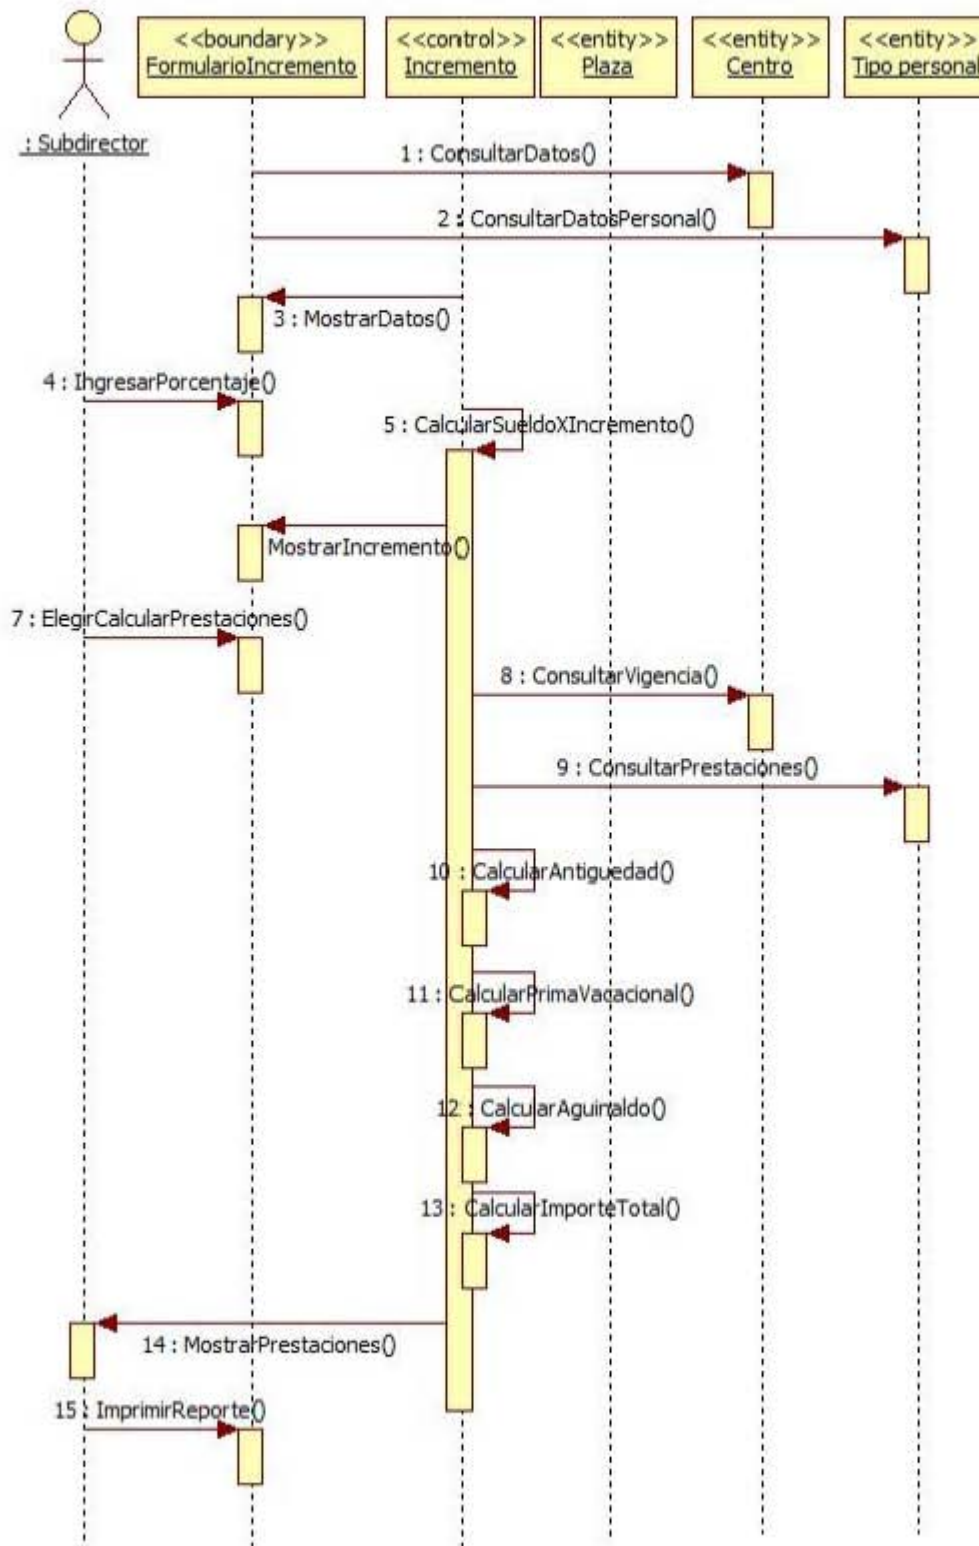 <<boundary>>
FormularioIncremento
<<control>>
Incremento
<<entity>>
Plaza
<<entity>>
Centro
<<entity>>
Tipo personal
: Subdirector
1 : ConsultarDatos()
2 : ConsultarDatosPersonal()
3 : MostrarDatos()
4 : IngresarPorcentaje()
5 : CalcularSueldoXIncremento()
MostrarIncremento()
7 : ElegirCalcularPrestaciones()
8 : ConsultarVigencia()
9 : ConsultarPrestaciones()
10 : CalcularAntiguedad()
11 : CalcularPrimaVacacional()
12 : CalcularAguinaldo()
13 : CalcularImporteTotal()
14 : MostrarPrestaciones()
15 : ImprimirReporte()